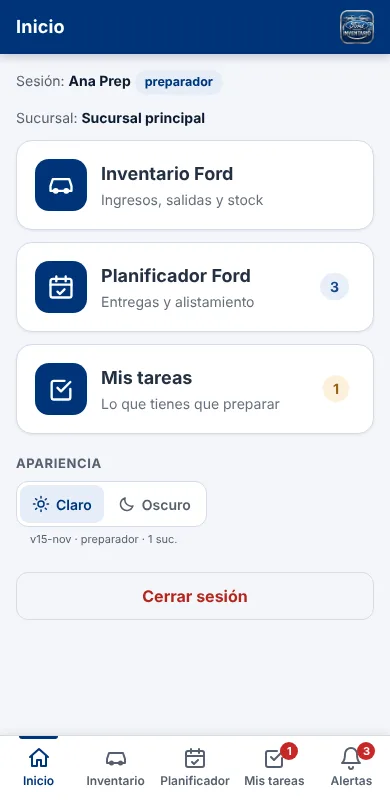 Inicio
Ford
INVENTARIO
Sesión: Ana Prep preparador
Sucursal: Sucursal principal
Inventario Ford
Ingresos, salidas y stock
Planificador Ford
Entregas y alistamiento
3
Mis tareas
Lo que tienes que preparar
1
APARIENCIA
Claro
Oscuro
v15-nov · preparador · 1 suc.
Cerrar sesión
1
3
Inicio
Inventario
Planificador
Mis tareas
Alertas